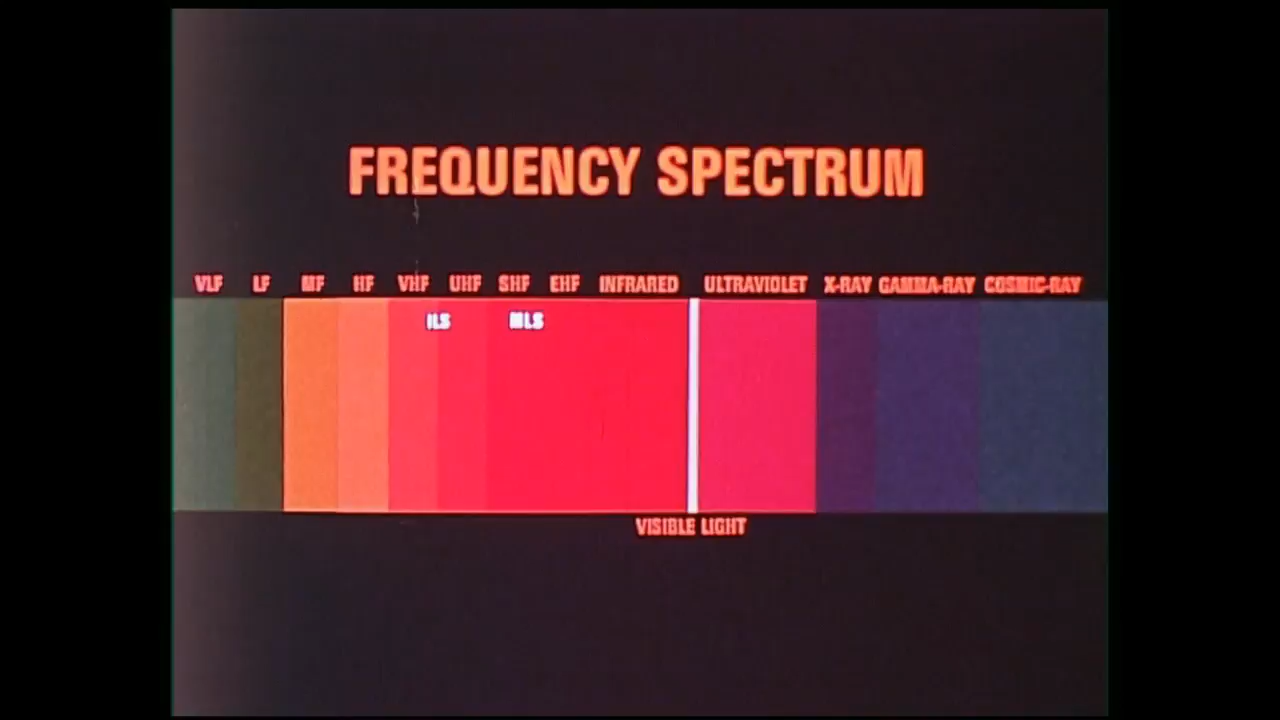 FREQUENCY SPECTRUM
VLF LF MF HF VHF UHF SHF EHF INFRARED ULTRAVIOLET X-RAY GAMMA-RAY COSMIC-RAY
ILS MLS
VISIBLE LIGHT